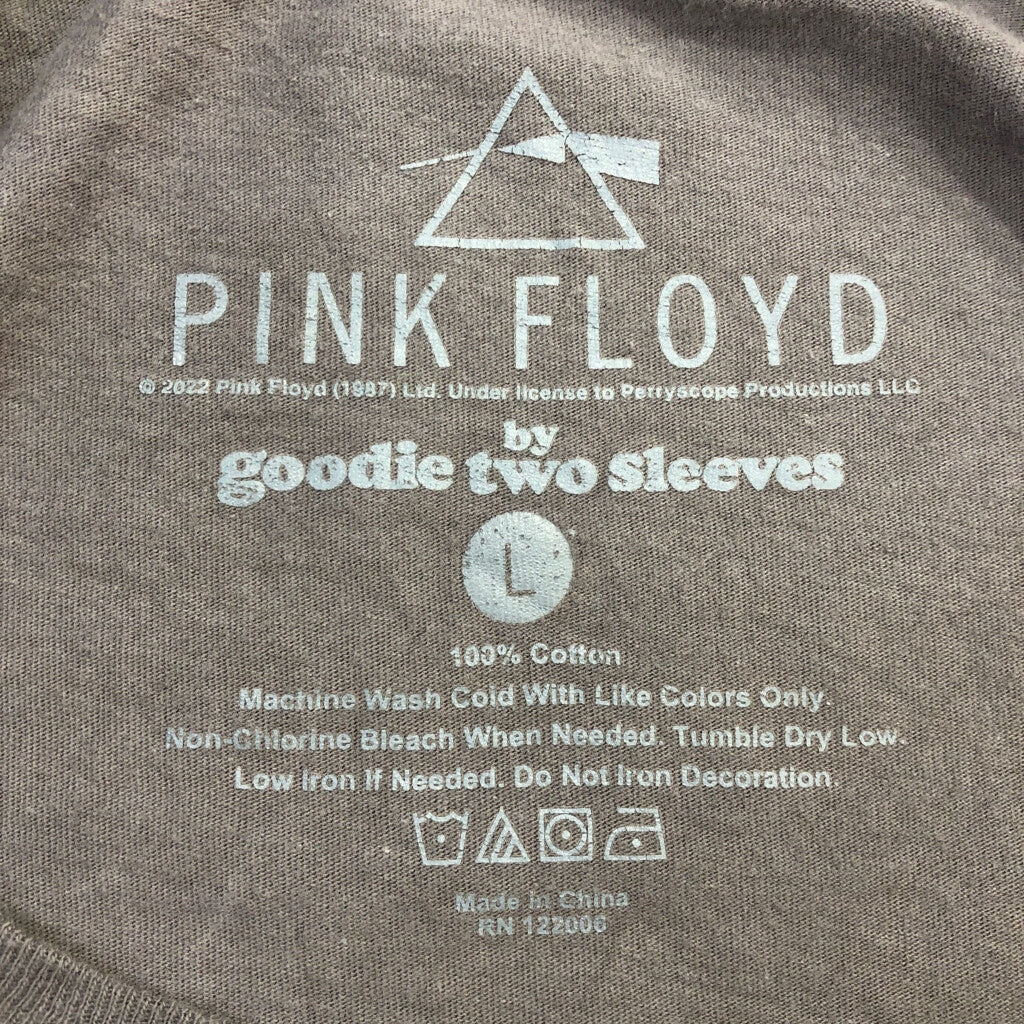 PINK FLOYD
© 2022 Pink Floyd (1987) Ltd. Under license to Perryscope Productions LLC
by
goodie two sleeves
L
100% Cotton
Machine Wash Cold With Like Colors Only.
Non-Chlorine Bleach When Needed. Tumble Dry Low.
Low Iron If Needed. Do Not Iron Decoration.
Made in China
RN 122006